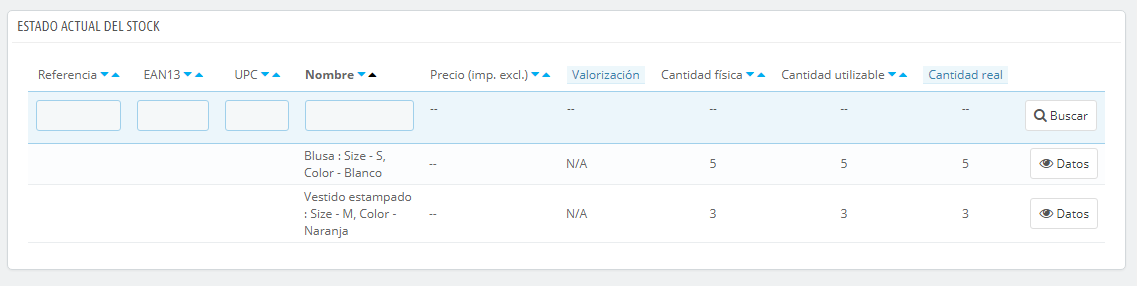 ESTADO ACTUAL DEL STOCK
Referencia EAN13 UPC Nombre Precio (imp. excl.) Valorización Cantidad física Cantidad utilizable Cantidad real
-- -- -- -- -- Buscar
Blusa : Size - S,
Color - Blanco
-- N/A 5 5 5 Datos
Vestido estampado
: Size - M, Color -
Naranja
-- N/A 3 3 3 Datos